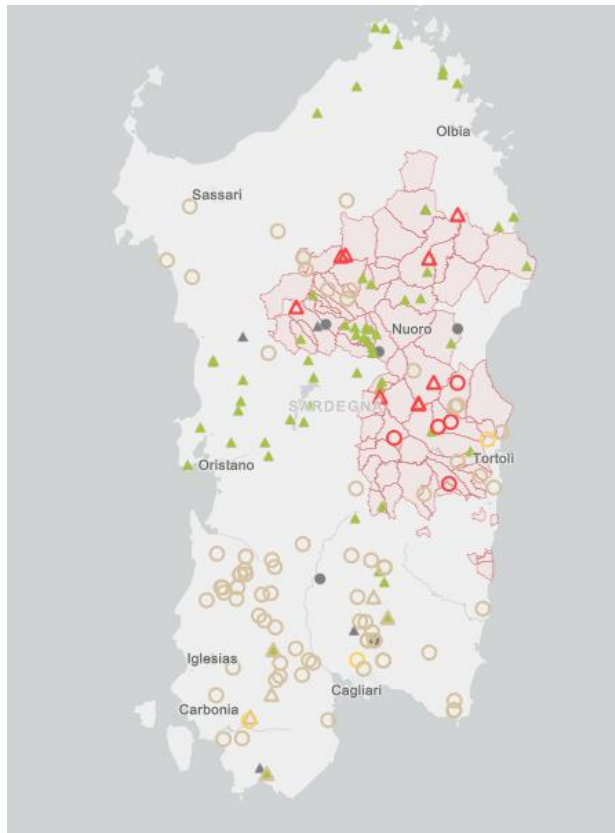 Olbia
Sassari
Nuoro
SARDEGNA
Oristano
Tortolì
Iglesias
Cagliari
Carbonia